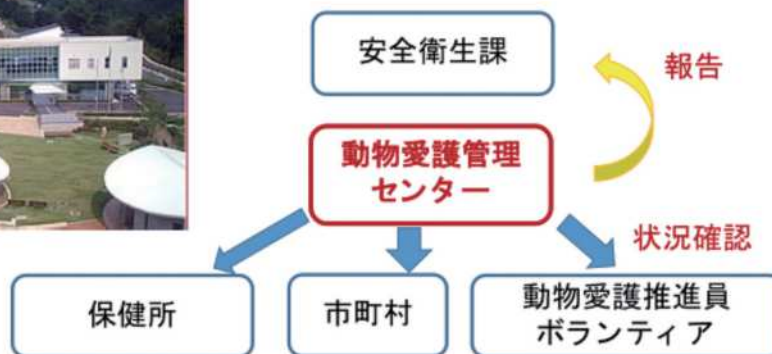 安全衛生課
報告
動物愛護管理
センター
状況確認
保健所
市町村
動物愛護推進員
ボランティア